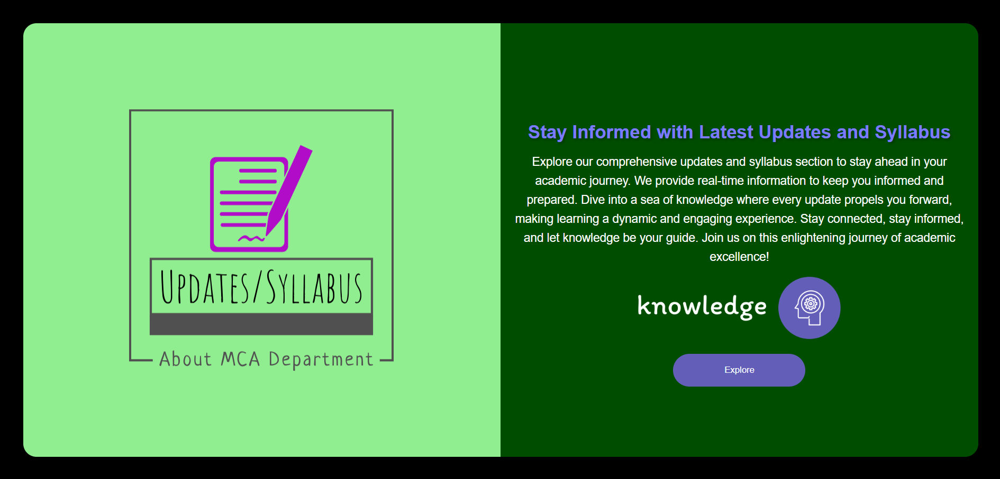 Updates/Syllabus
About MCA Department
Stay Informed with Latest Updates and Syllabus
Explore our comprehensive updates and syllabus section to stay ahead in your
academic journey. We provide real-time information to keep you informed and
prepared. Dive into a sea of knowledge where every update propels you forward,
making learning a dynamic and engaging experience. Stay connected, stay informed,
and let knowledge be your guide. Join us on this enlightening journey of academic
excellence!
knowledge
Explore